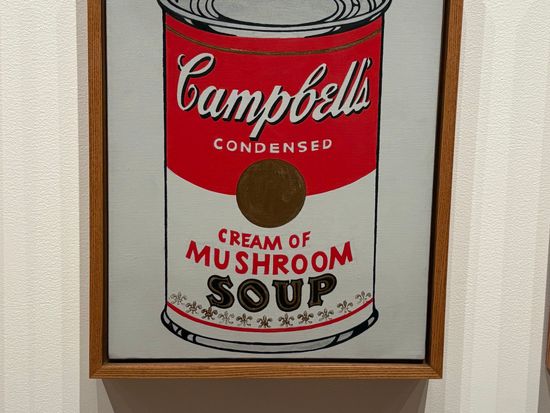 Campbell's
CONDENSED
CREAM OF
MUSHROOM
SOUP